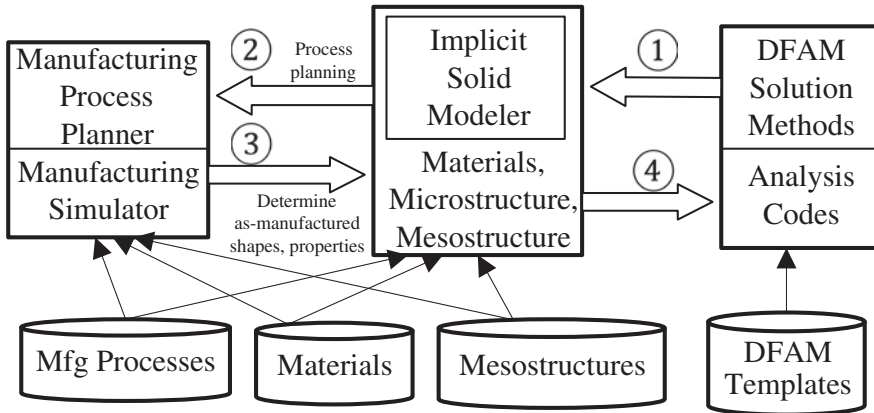 Manufacturing
Process
Planner
Manufacturing
Simulator
②
Process
planning
③
Determine
as-manufactured
shapes, properties
Implicit
Solid
Modeler
Materials,
Microstructure,
Mesostructure
①
④
DFAM
Solution
Methods
Analysis
Codes
Mfg Processes
Materials
Mesostructures
DFAM
Templates